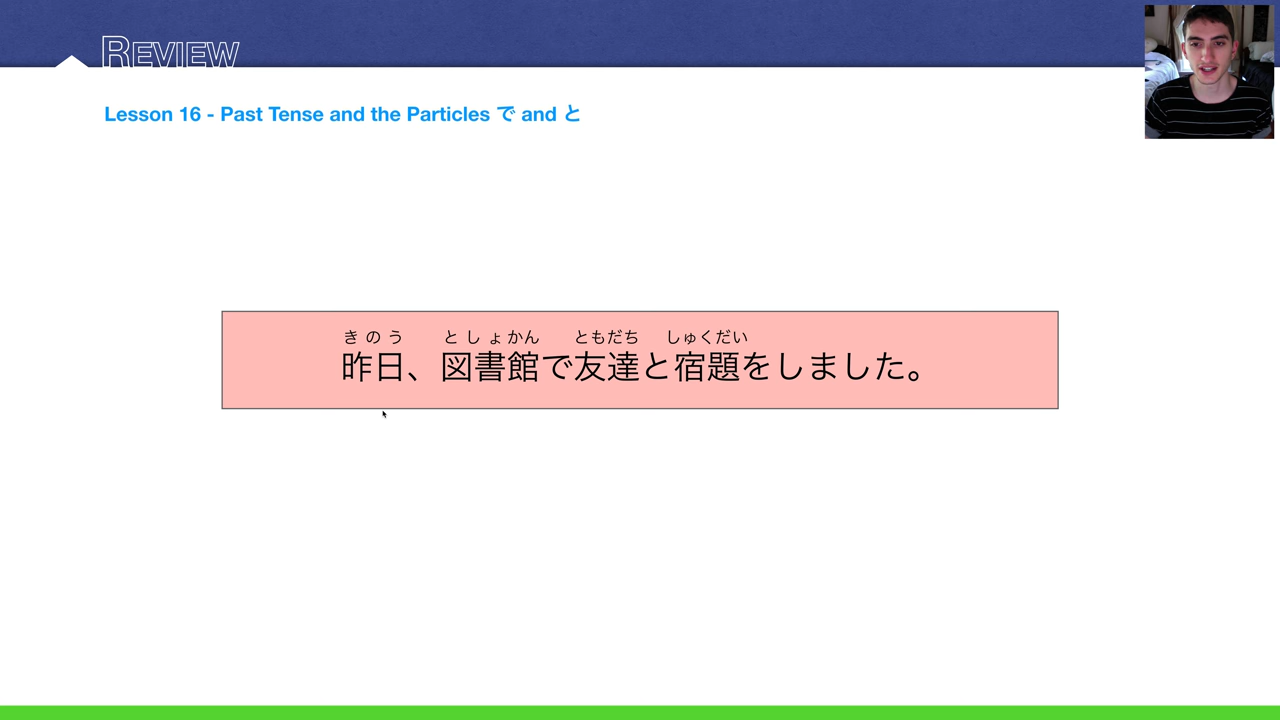 REVIEW
Lesson 16 - Past Tense and the Particles で and と
きのう としょかん ともだち しゅくだい
昨日、図書館で友達と宿題をしました。